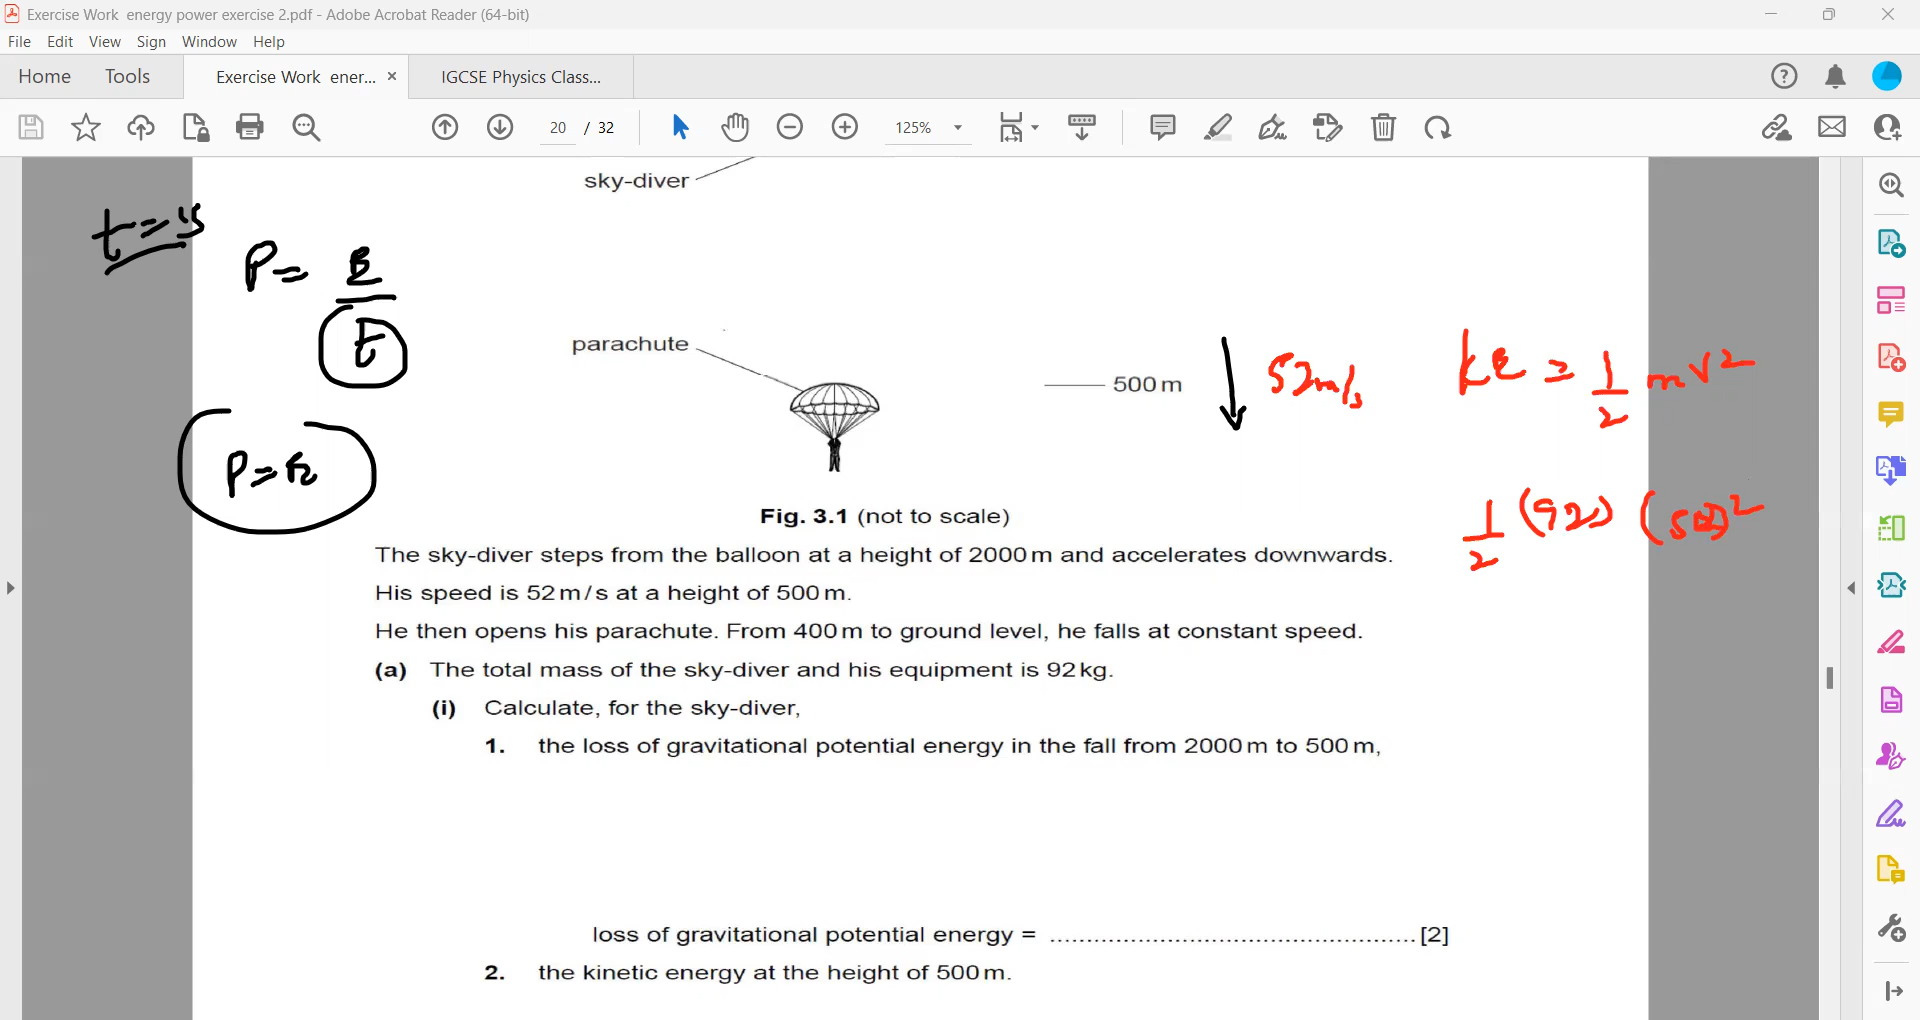 Exercise Work energy power exercise 2.pdf - Adobe Acrobat Reader (64-bit)
File Edit View Sign Window Help
Home Tools Exercise Work ener... × IGCSE Physics Class...
20 / 32 125%
sky-diver
t=1s
P= E
t
parachute
500 m
52m/s
KE = 1/2 mv²
P=E
1/2 (92) (52)²
Fig. 3.1 (not to scale)
The sky-diver steps from the balloon at a height of 2000 m and accelerates downwards.
His speed is 52 m/s at a height of 500 m.
He then opens his parachute. From 400 m to ground level, he falls at constant speed.
(a) The total mass of the sky-diver and his equipment is 92 kg.
(i) Calculate, for the sky-diver,
1. the loss of gravitational potential energy in the fall from 2000 m to 500 m,
loss of gravitational potential energy = ................................................. [2]
2. the kinetic energy at the height of 500 m.